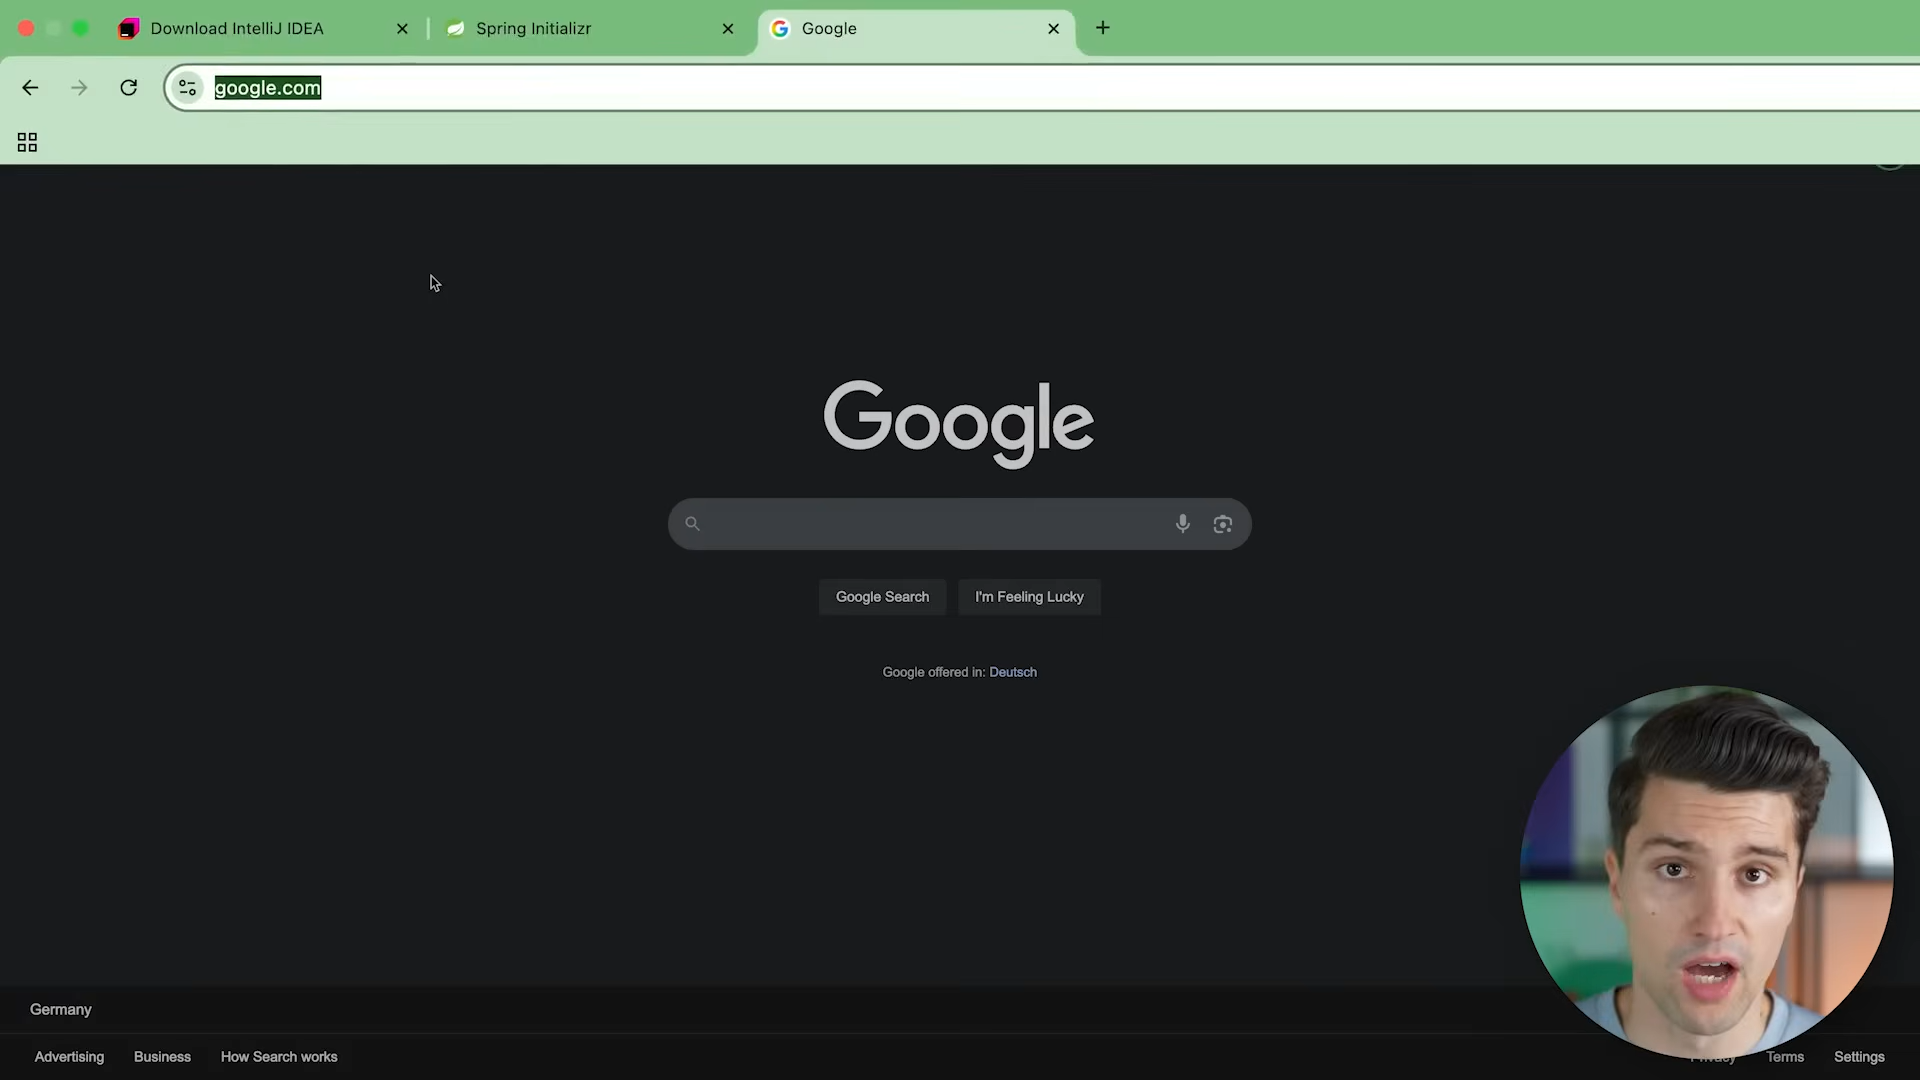 Download IntelliJ IDEA
Spring Initializr
Google
google.com
Google
Google Search
I'm Feeling Lucky
Google offered in: Deutsch
Germany
Advertising
Business
How Search works
Privacy
Terms
Settings